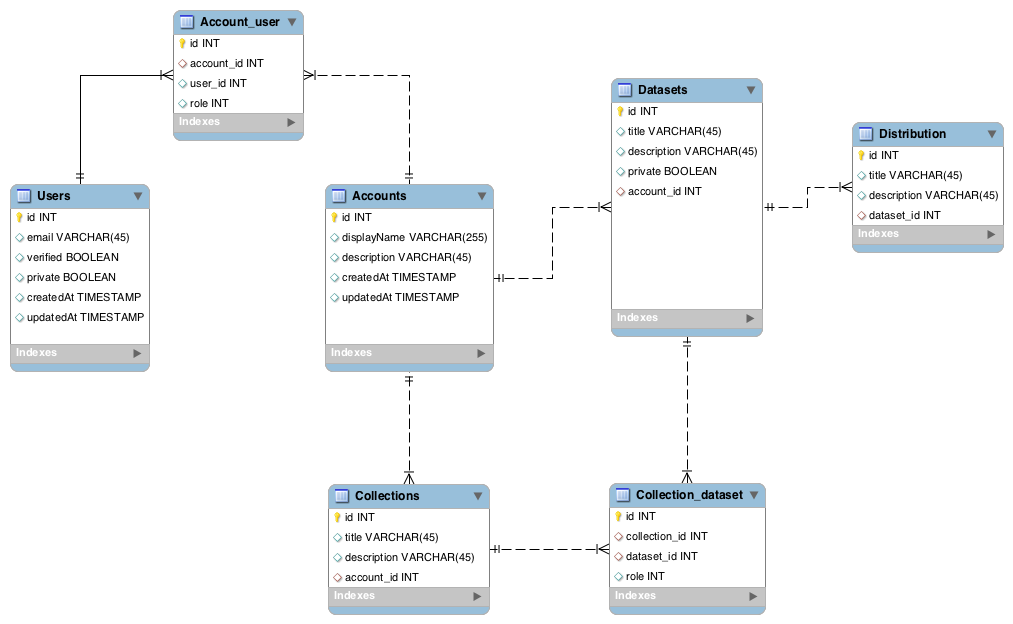 Account_user
id INT
account_id INT
user_id INT
role INT
Indexes
Users
id INT
email VARCHAR(45)
verified BOOLEAN
private BOOLEAN
createdAt TIMESTAMP
updatedAt TIMESTAMP
Indexes
Accounts
id INT
displayName VARCHAR(255)
description VARCHAR(45)
createdAt TIMESTAMP
updatedAt TIMESTAMP
Indexes
Datasets
id INT
title VARCHAR(45)
description VARCHAR(45)
private BOOLEAN
account_id INT
Indexes
Distribution
id INT
title VARCHAR(45)
description VARCHAR(45)
dataset_id INT
Indexes
Collections
id INT
title VARCHAR(45)
description VARCHAR(45)
account_id INT
Indexes
Collection_dataset
id INT
collection_id INT
dataset_id INT
role INT
Indexes